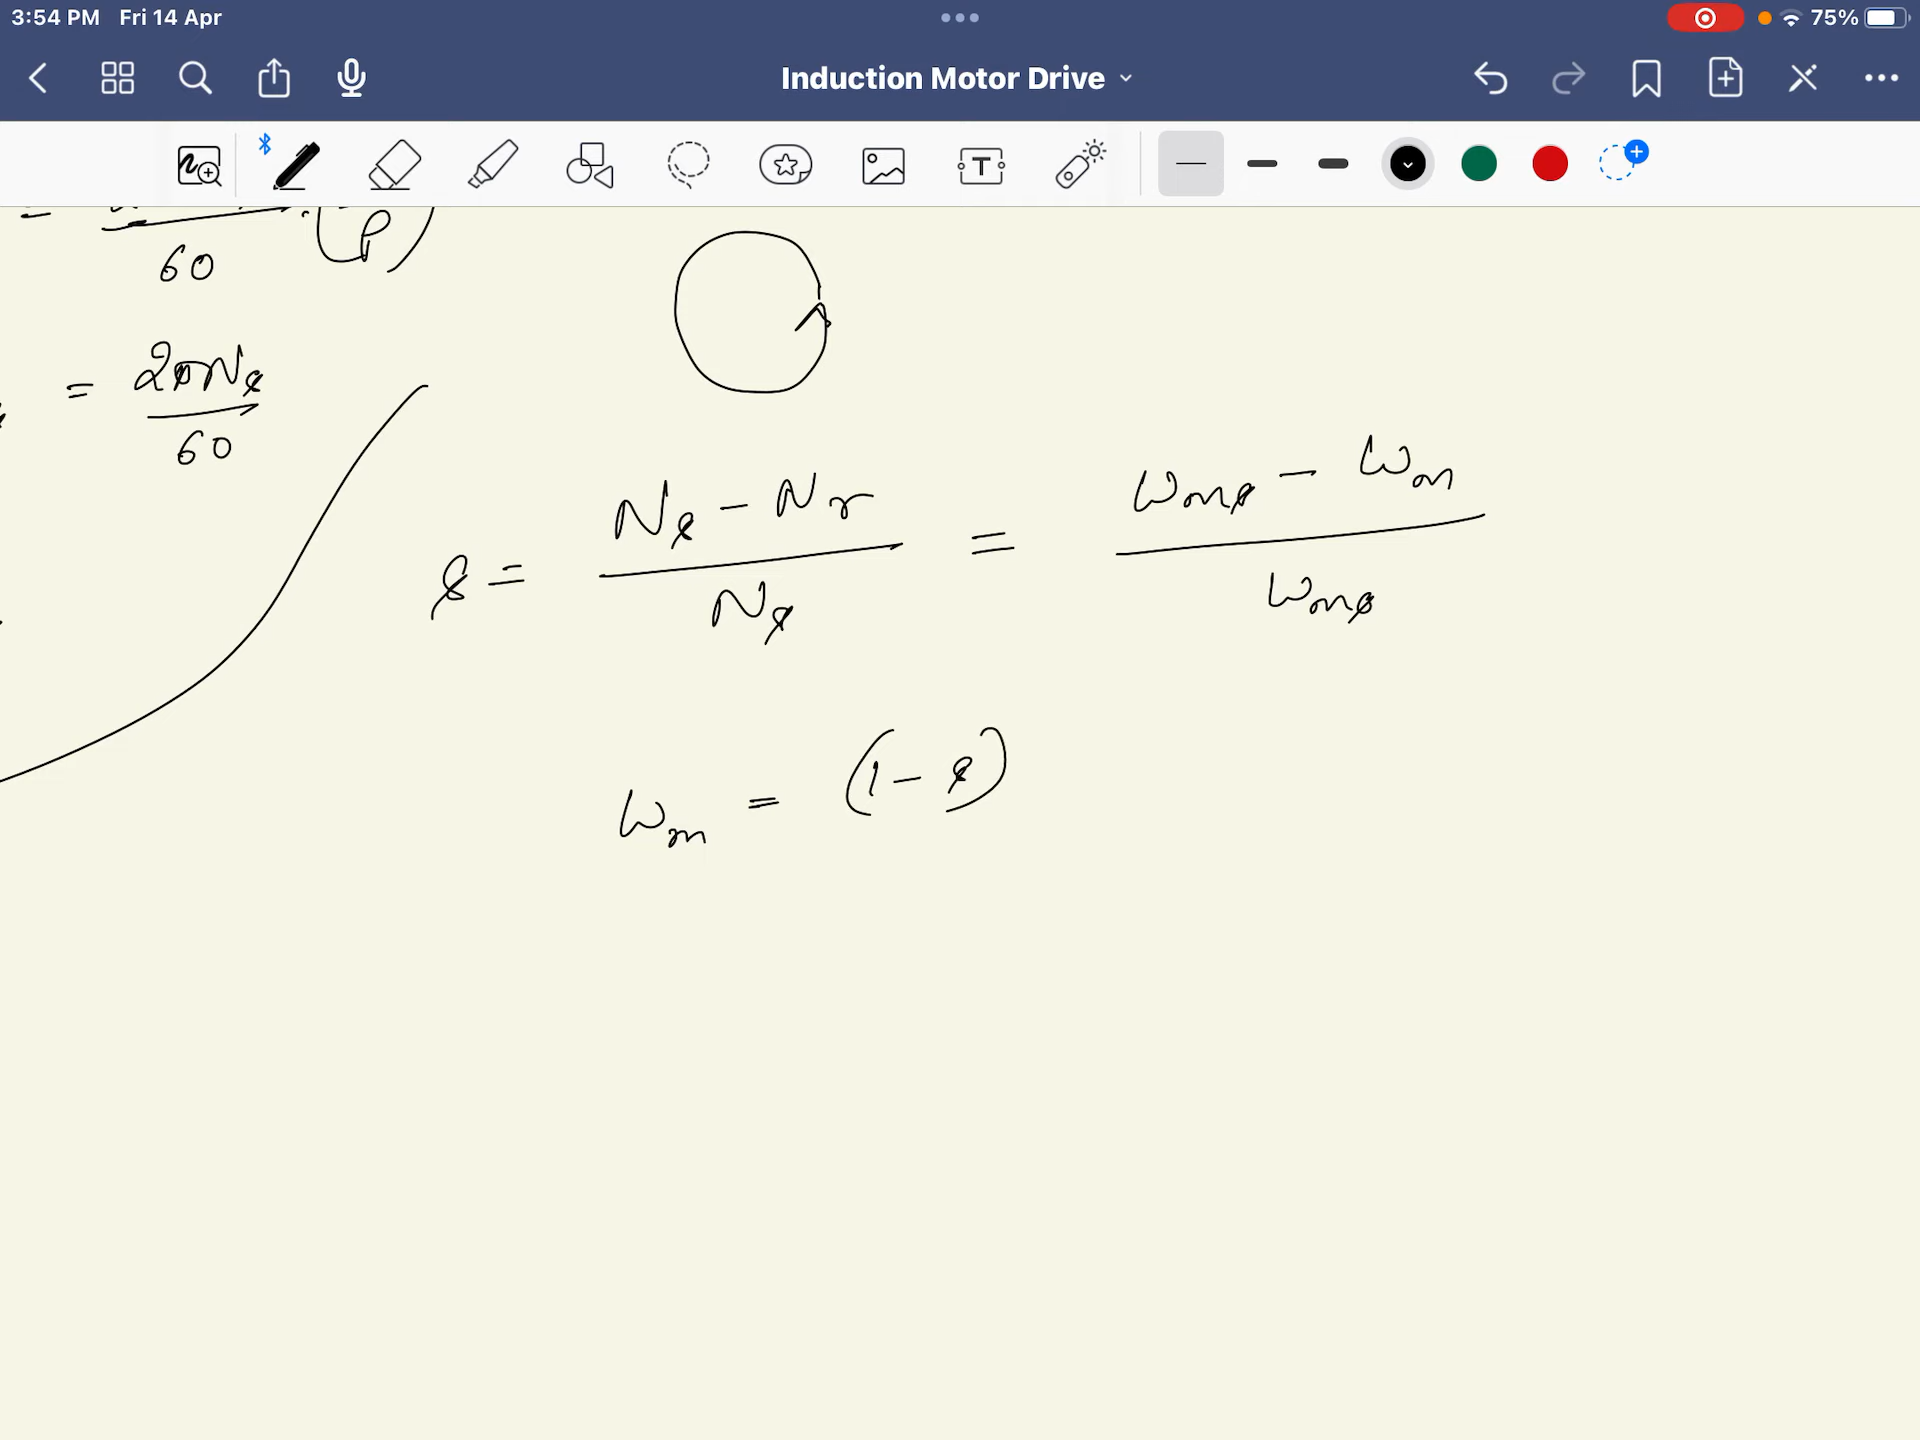 3:54 PM Fri 14 Apr 75%
Induction Motor Drive
T
= 60 (P)
= 2πNs / 60
s = (Ns - Nr) / Ns = (ωms - ωm) / ωms
ωm = (1 - s)